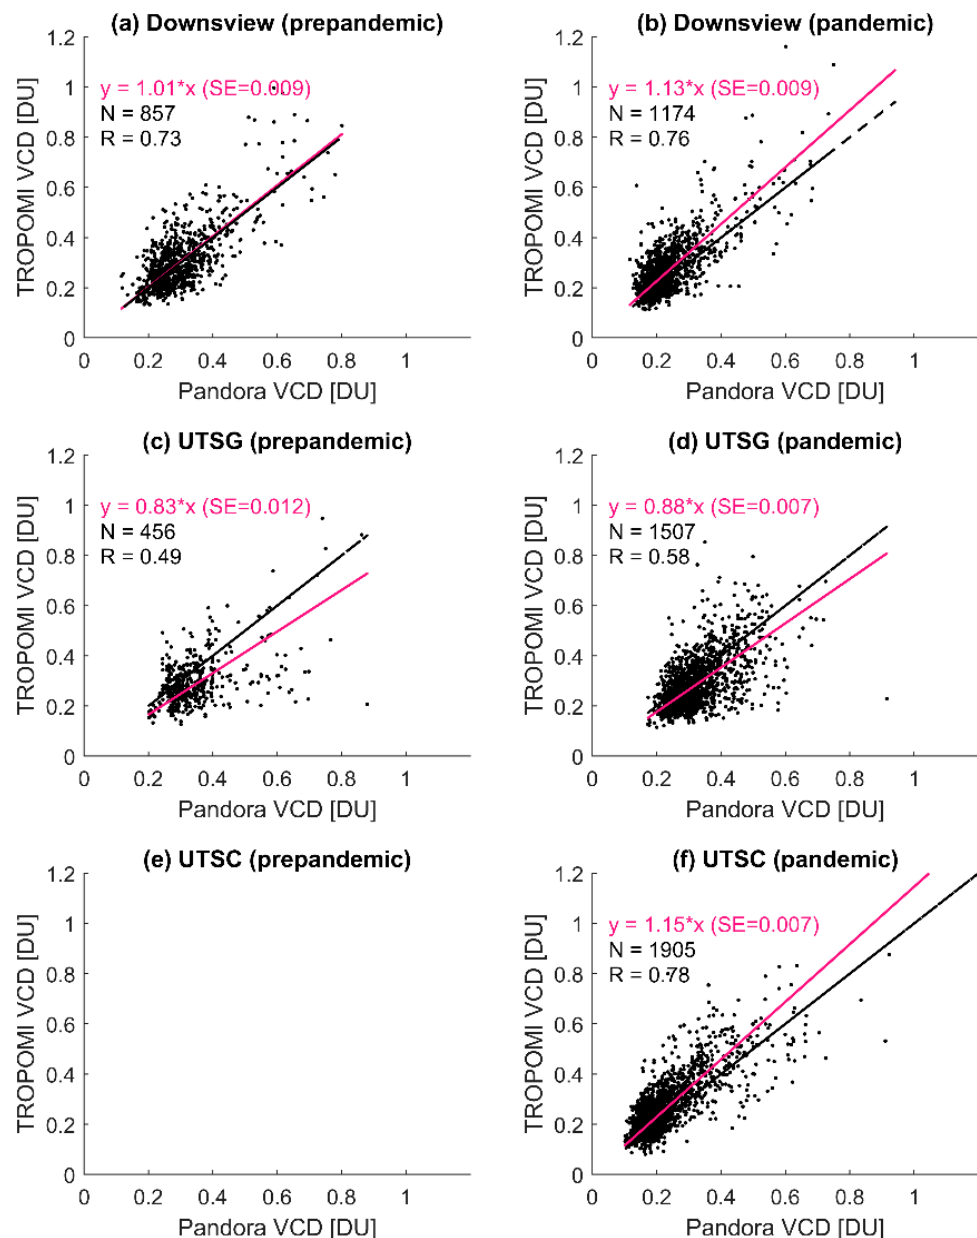 (a) Downsview (prepandemic)
1.2
1
0.8
0.6
0.4
0.2
0
TROPOMI VCD [DU]
y = 1.01*x (SE=0.009)
N = 857
R = 0.73
0 0.2 0.4 0.6 0.8 1
Pandora VCD [DU]
(b) Downsview (pandemic)
1.2
1
0.8
0.6
0.4
0.2
0
TROPOMI VCD [DU]
y = 1.13*x (SE=0.009)
N = 1174
R = 0.76
0 0.2 0.4 0.6 0.8 1
Pandora VCD [DU]
(c) UTSG (prepandemic)
1.2
1
0.8
0.6
0.4
0.2
0
TROPOMI VCD [DU]
y = 0.83*x (SE=0.012)
N = 456
R = 0.49
0 0.2 0.4 0.6 0.8 1
Pandora VCD [DU]
(d) UTSG (pandemic)
1.2
1
0.8
0.6
0.4
0.2
0
TROPOMI VCD [DU]
y = 0.88*x (SE=0.007)
N = 1507
R = 0.58
0 0.2 0.4 0.6 0.8 1
Pandora VCD [DU]
(e) UTSC (prepandemic)
1.2
1
0.8
0.6
0.4
0.2
0
TROPOMI VCD [DU]
0 0.2 0.4 0.6 0.8 1
Pandora VCD [DU]
(f) UTSC (pandemic)
1.2
1
0.8
0.6
0.4
0.2
0
TROPOMI VCD [DU]
y = 1.15*x (SE=0.007)
N = 1905
R = 0.78
0 0.2 0.4 0.6 0.8 1
Pandora VCD [DU]